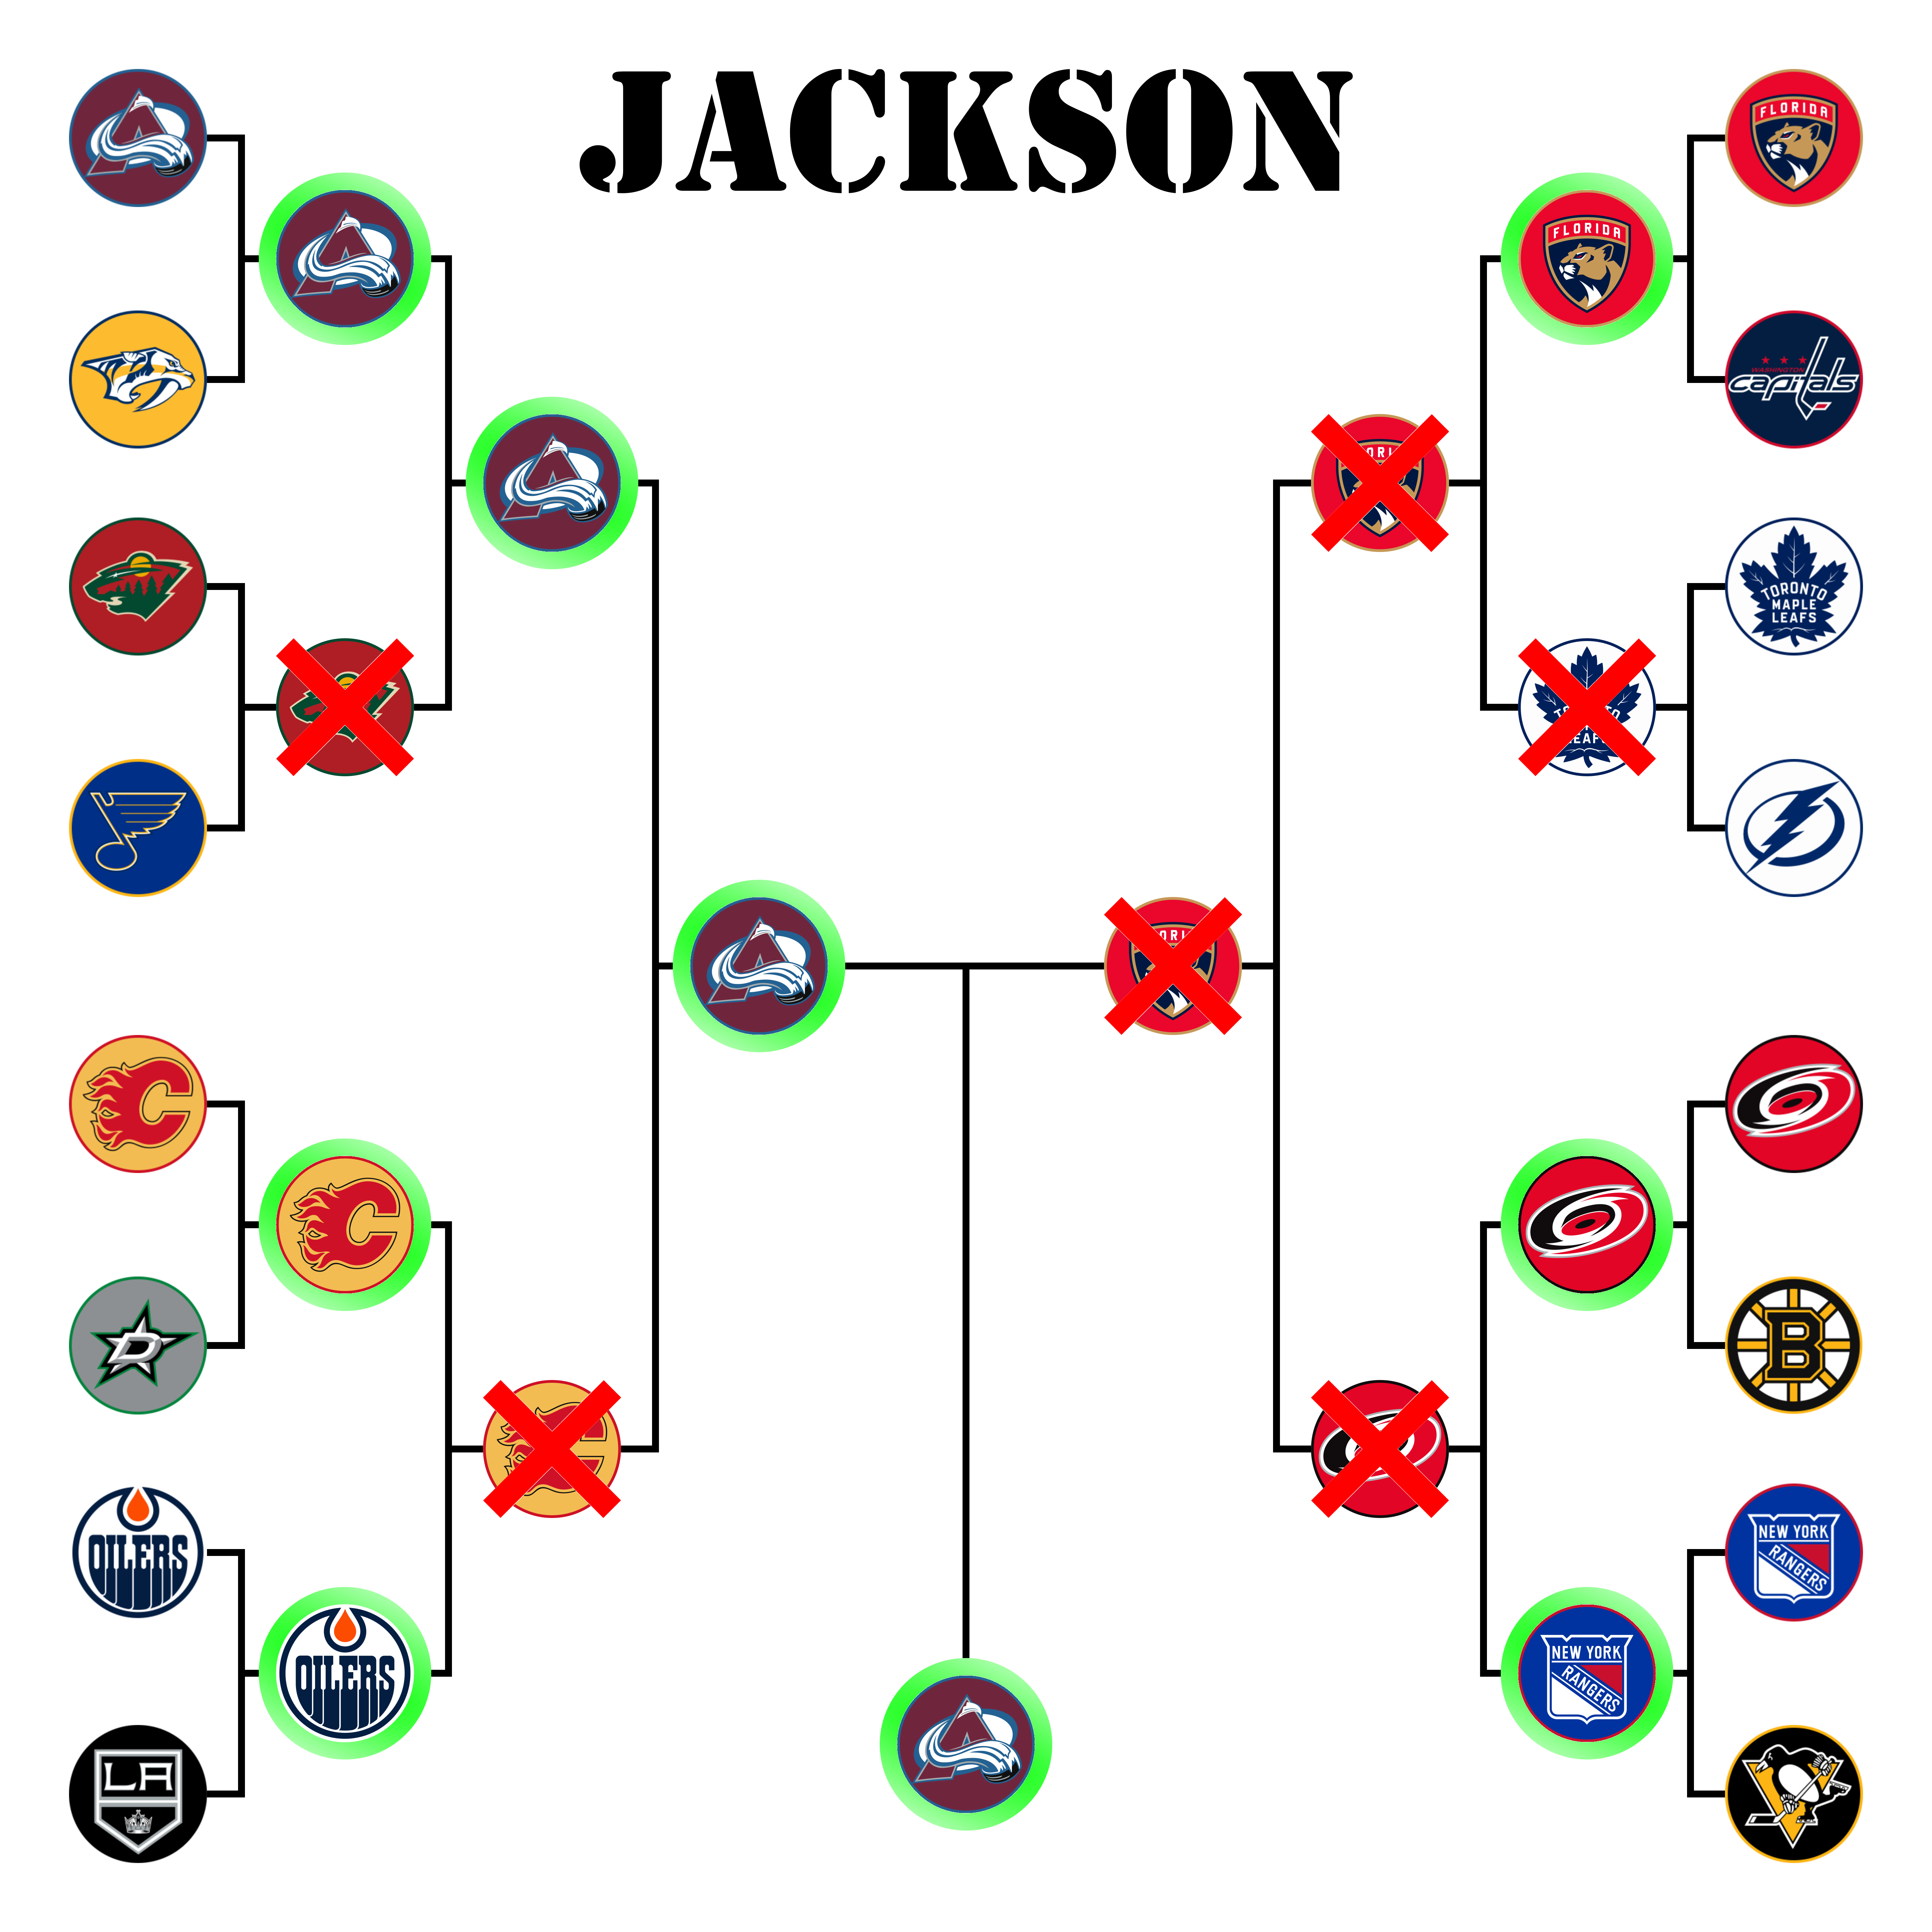 JACKSON
FLORIDA
FLORIDA
WASHINGTON
capitals
TORONTO
MAPLE
LEAFS
C
C
D
B
OILERS
NEW YORK
RANGERS
OILERS
NEW YORK
RANGERS
LA